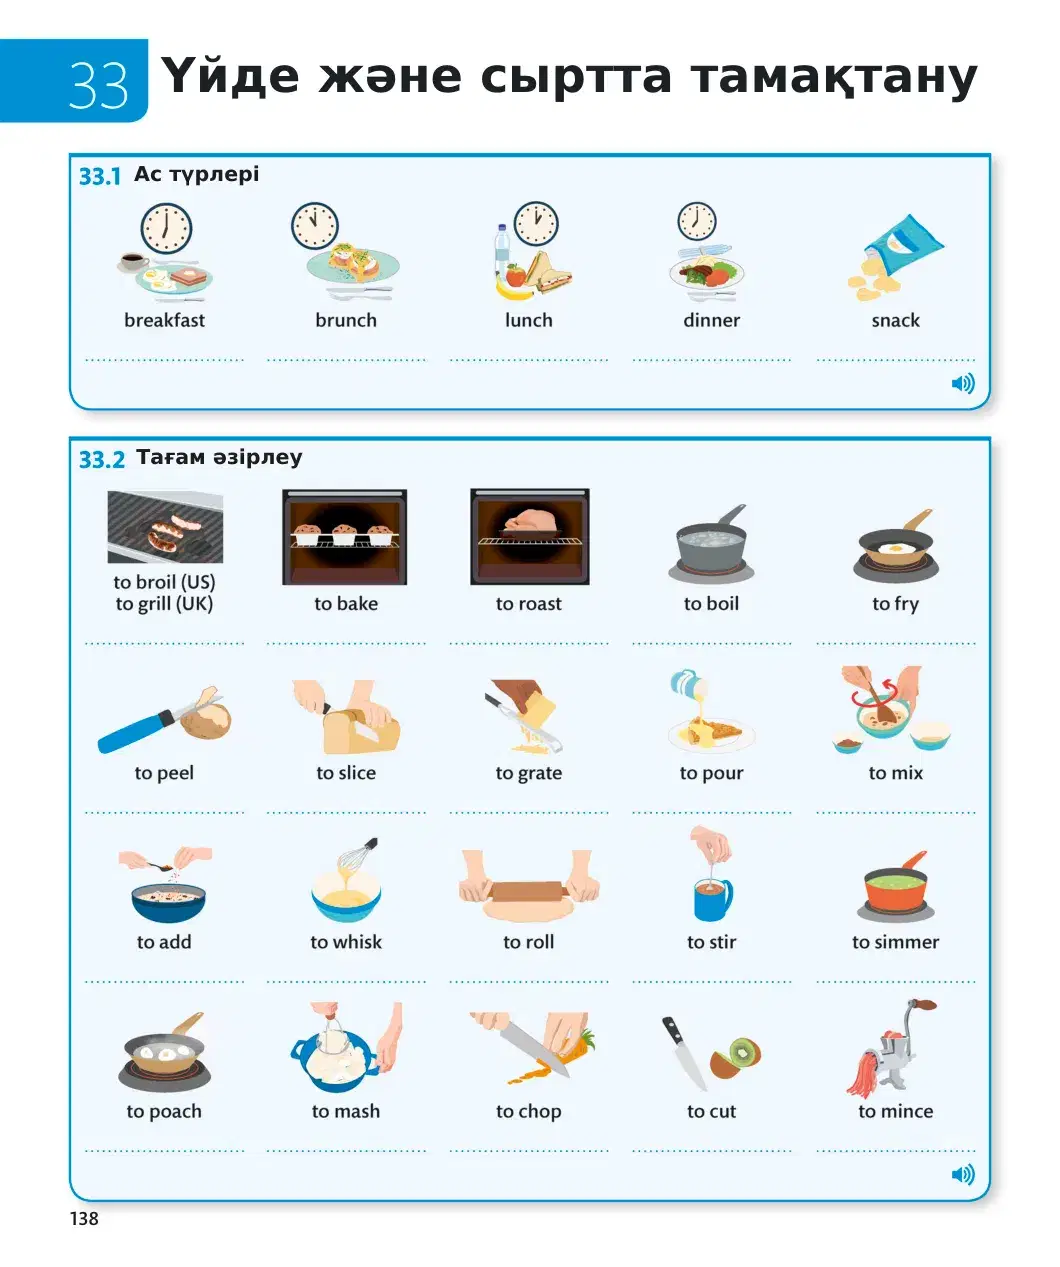 33
Үйде және сыртта тамақтану
33.1 Ас түрлері
breakfast
brunch
lunch
dinner
snack
33.2 Тағам әзірлеу
to broil (US)
to grill (UK)
to bake
to roast
to boil
to fry
to peel
to slice
to grate
to pour
to mix
to add
to whisk
to roll
to stir
to simmer
to poach
to mash
to chop
to cut
to mince
138